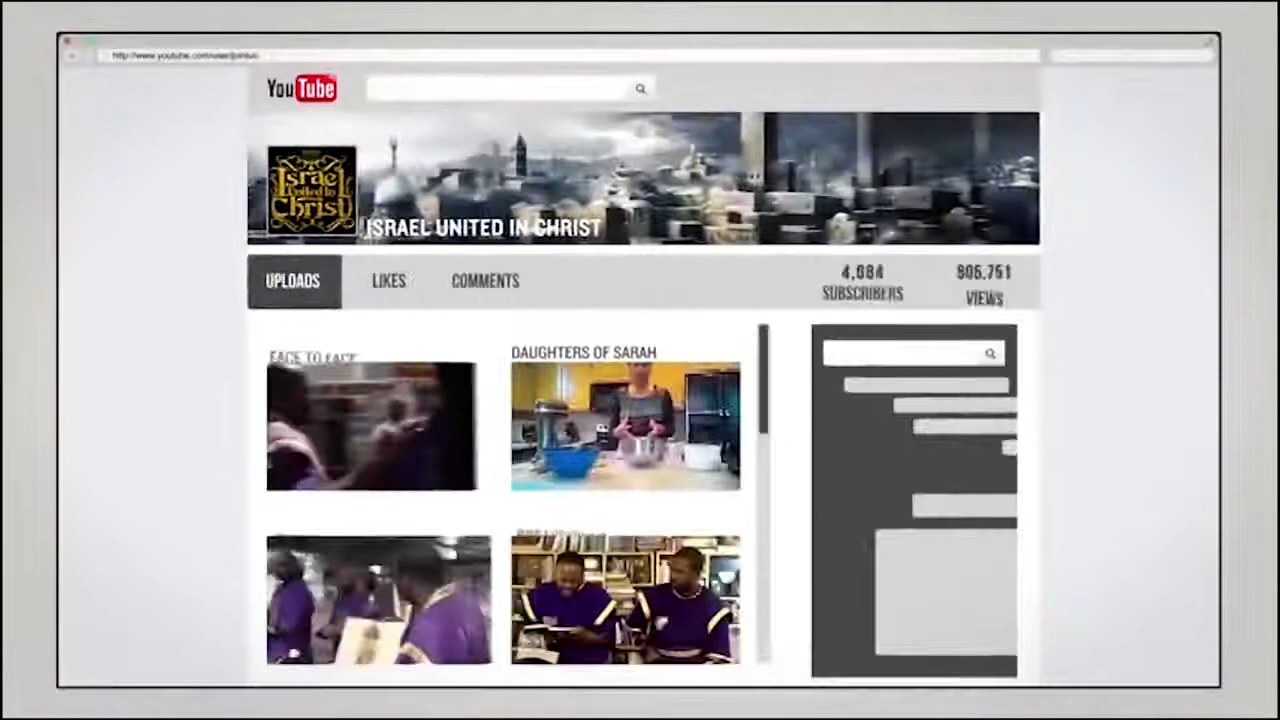 YouTube
Israel
United In
Christ
ISRAEL UNITED IN CHRIST
UPLOADS
LIKES
COMMENTS
4,084
SUBSCRIBERS
905,751
VIEWS
FACE TO FACE
DAUGHTERS OF SARAH